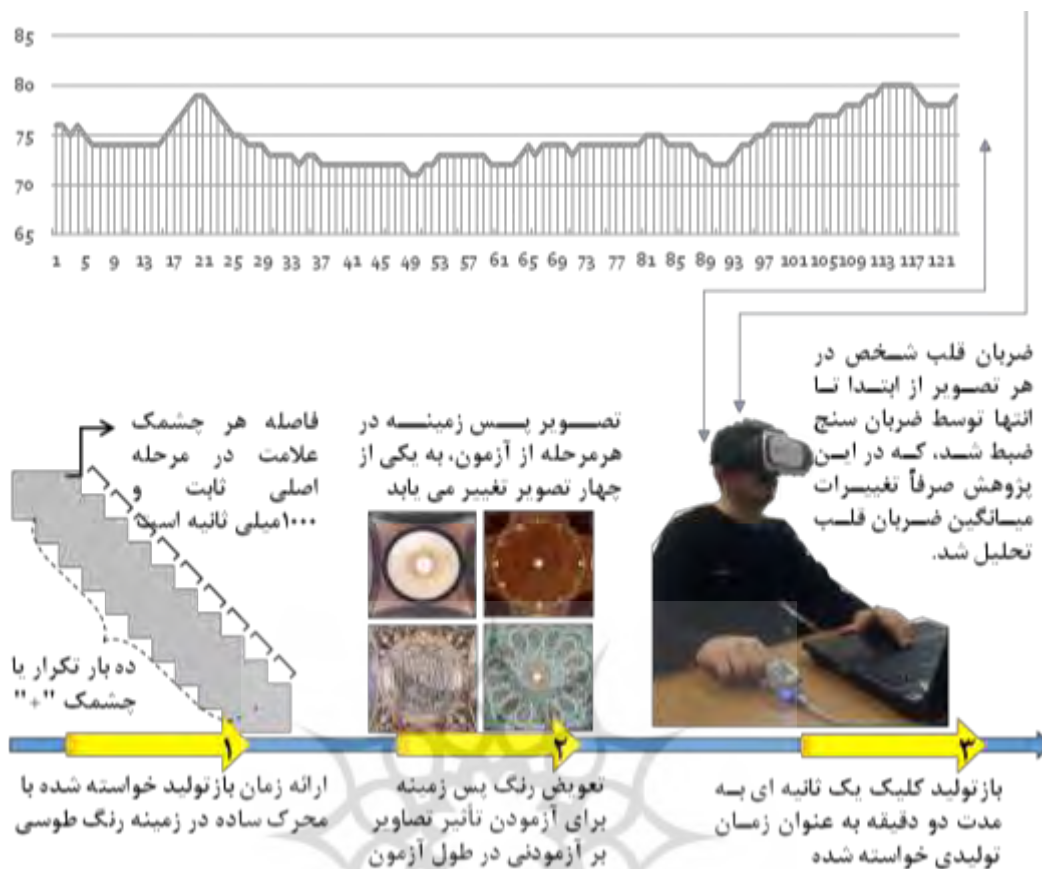 85
80
75
70
65
1 5 9 13 17 21 25 29 33 37 41 45 49 53 57 61 65 69 73 77 81 85 89 93 97 101 105 109 113 117 121
ضربان قلب شخص در
هر تصویر از ابتدا تا
انتها توسط ضربان سنج
ضبط شد، که در این
پژوهش صرفاً تغییرات
میانگین ضربان قلب
تحلیل شد.
تصویر پس زمینه در
هرمرحله از آزمون، به یکی از
چهار تصویر تغییر می یابد
فاصله هر چشمک
علامت در مرحله
اصلی ثابت و
۱۰۰۰میلی ثانیه است
ده بار تکرار یا
چشمک "+"
۱
۲
۳
ارائه زمان بازتولید خواسته شده با
محرک ساده در زمینه رنگ طوسی
تعویض رنگ پس زمینه
برای آزمودن تأثیر تصاویر
بر آزمودنی در طول آزمون
بازتولید کلیک یک ثانیه ای به
مدت دو دقیقه به عنوان زمان
تولیدی خواسته شده